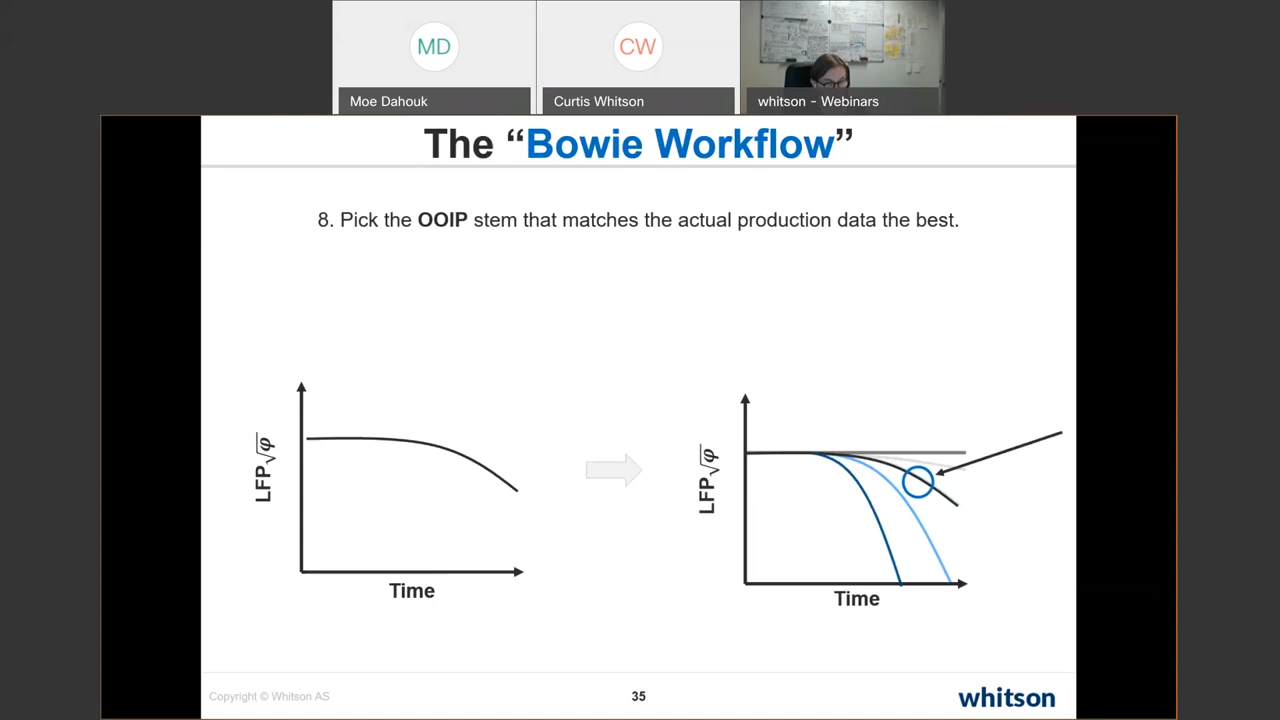 MD
CW
Moe Dahouk
Curtis Whitson
whitson - Webinars
The “Bowie Workflow”
8. Pick the OOIP stem that matches the actual production data the best.
LFP√φ
Time
LFP√φ
Time
Copyright © Whitson AS
35
whitson